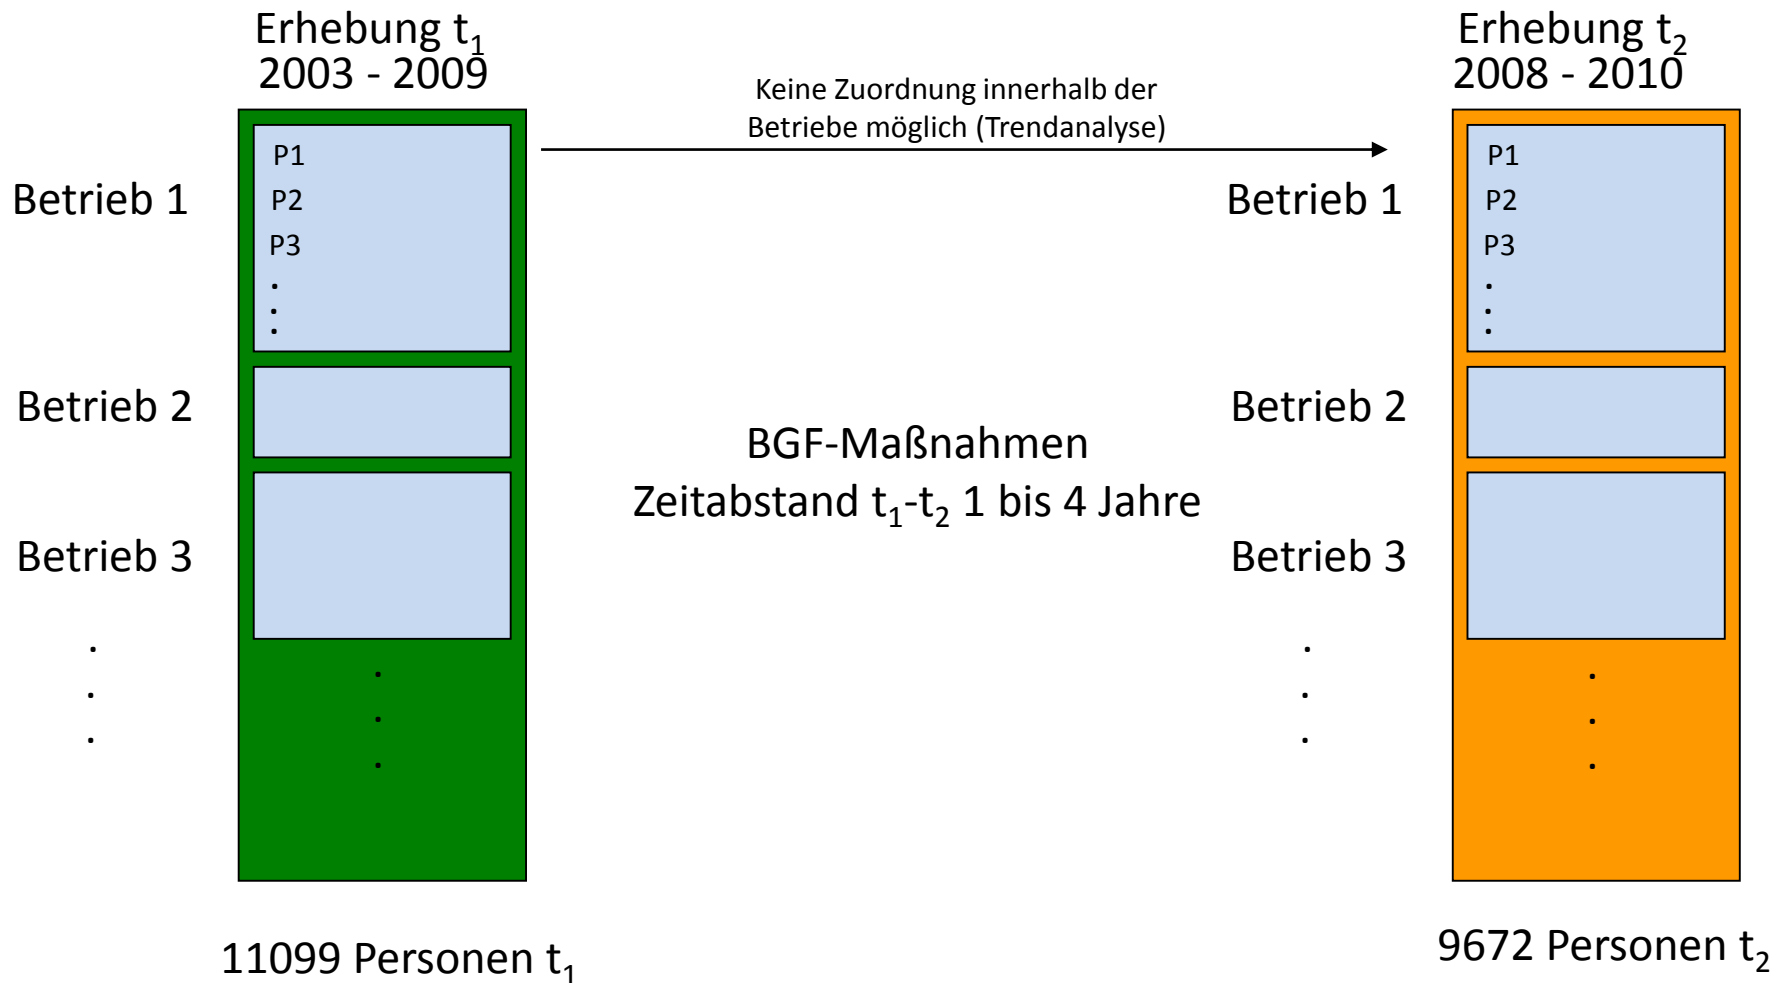 Erhebung t₁
2003 - 2009
Erhebung t₂
2008 - 2010
Keine Zuordnung innerhalb der
Betriebe möglich (Trendanalyse)
Betrieb 1
P1
P2
P3
.
.
.
Betrieb 2
Betrieb 3
.
.
.
.
.
.
BGF-Maßnahmen
Zeitabstand t₁-t₂ 1 bis 4 Jahre
Betrieb 1
P1
P2
P3
.
.
.
Betrieb 2
Betrieb 3
.
.
.
.
.
.
11099 Personen t₁
9672 Personen t₂